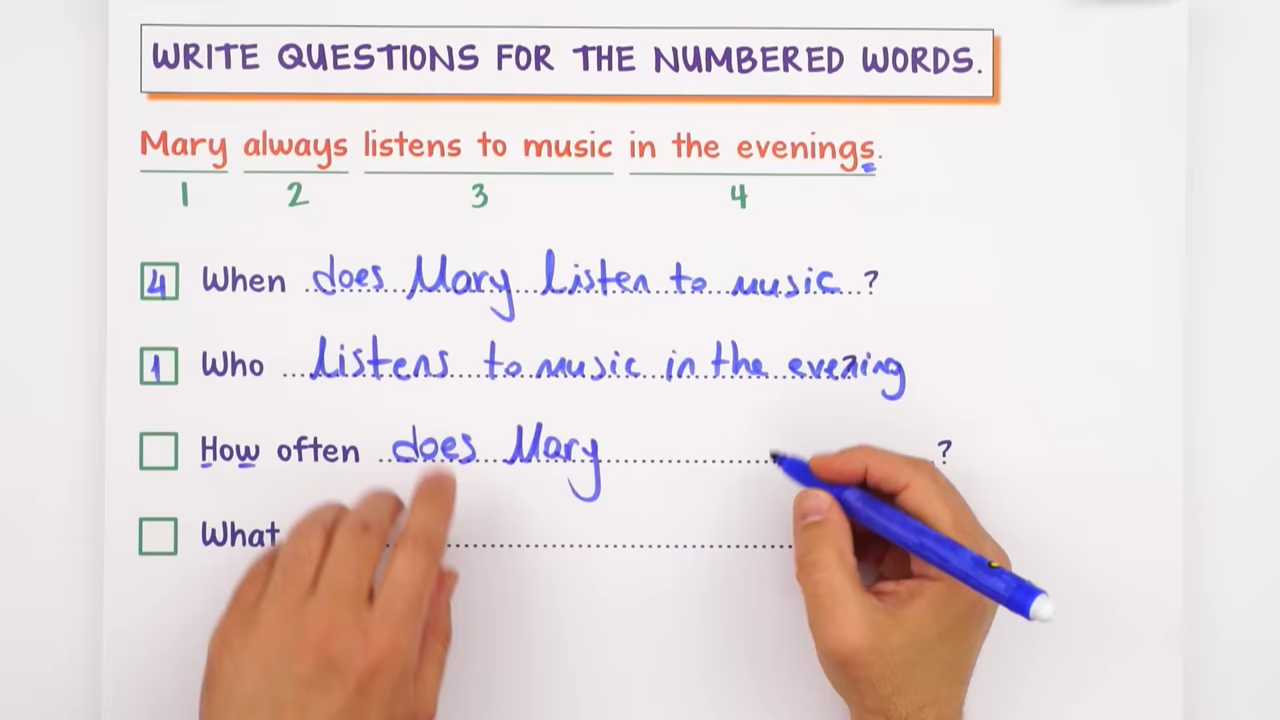 WRITE QUESTIONS FOR THE NUMBERED WORDS.
Mary always listens to music in the evenings.
1 2 3 4
4 When does Mary listen to music ?
1 Who listens to music in the evening ?
How often does Mary ?
What